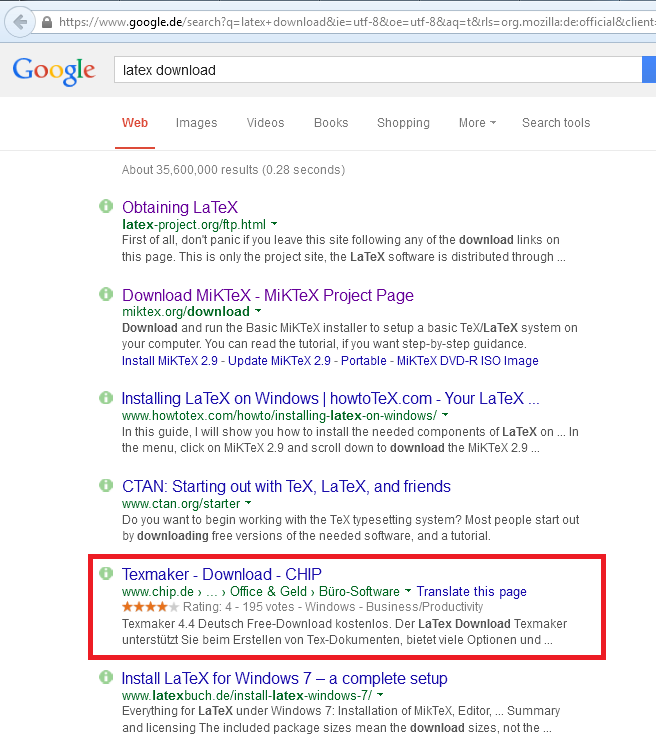 https://www.google.de/search?q=latex+download&ie=utf-8&oe=utf-8&aq=t&rls=org.mozilla:de:official&client
Google
latex download
Web Images Videos Books Shopping More Search tools
About 35,600,000 results (0.28 seconds)
Obtaining LaTeX
latex-project.org/ftp.html
First of all, don't panic if you leave this site following any of the download links on
this page. This is only the project site, the LaTeX software is distributed through ...
Download MiKTeX - MiKTeX Project Page
miktex.org/download
Download and run the Basic MiKTeX installer to setup a basic TeX/LaTeX system on
your computer. You can read the tutorial, if you want step-by-step guidance.
Install MiKTeX 2.9 - Update MiKTeX 2.9 - Portable - MiKTeX DVD-R ISO Image
Installing LaTeX on Windows | howtoTeX.com - Your LaTeX ...
www.howtotex.com/howto/installing-latex-on-windows/
In this guide, I will show you how to install the needed components of LaTeX on ... In
the menu, click on MiKTeX 2.9 and scroll down to download the MiKTeX 2.9 ...
CTAN: Starting out with TeX, LaTeX, and friends
www.ctan.org/starter
Do you want to begin working with the TeX typesetting system? Most people start out
by downloading free versions of the needed software, and a tutorial.
Texmaker - Download - CHIP
www.chip.de › ... › Office & Geld › Büro-Software Translate this page
Rating: 4 - 195 votes - Windows - Business/Productivity
Texmaker 4.4 Deutsch Free-Download kostenlos. Der LaTex Download Texmaker
unterstützt Sie beim Erstellen von Tex-Dokumenten, bietet viele Optionen und ...
Install LaTeX for Windows 7 – a complete setup
www.latexbuch.de/install-latex-windows-7/
Everything for LaTeX under Windows 7: Installation of MikTeX, Editor, ... Summary
and licensing The included package sizes mean the download sizes, not the ...